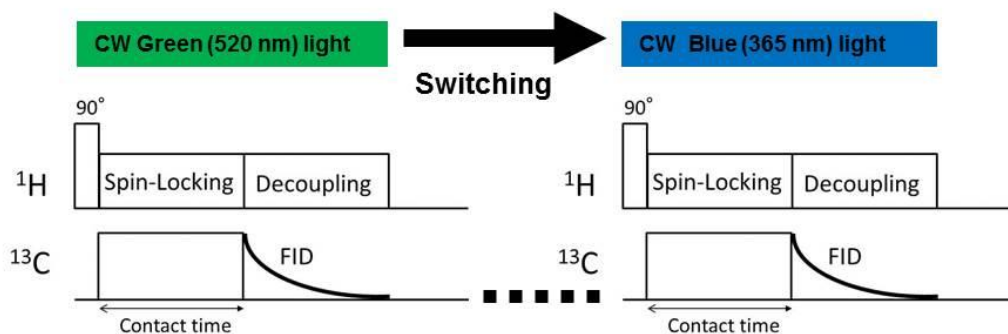 CW Green (520 nm) light
CW Blue (365 nm) light
Switching
90°
¹H
Spin-Locking
Decoupling
¹³C
FID
Contact time
90°
¹H
Spin-Locking
Decoupling
¹³C
FID
Contact time